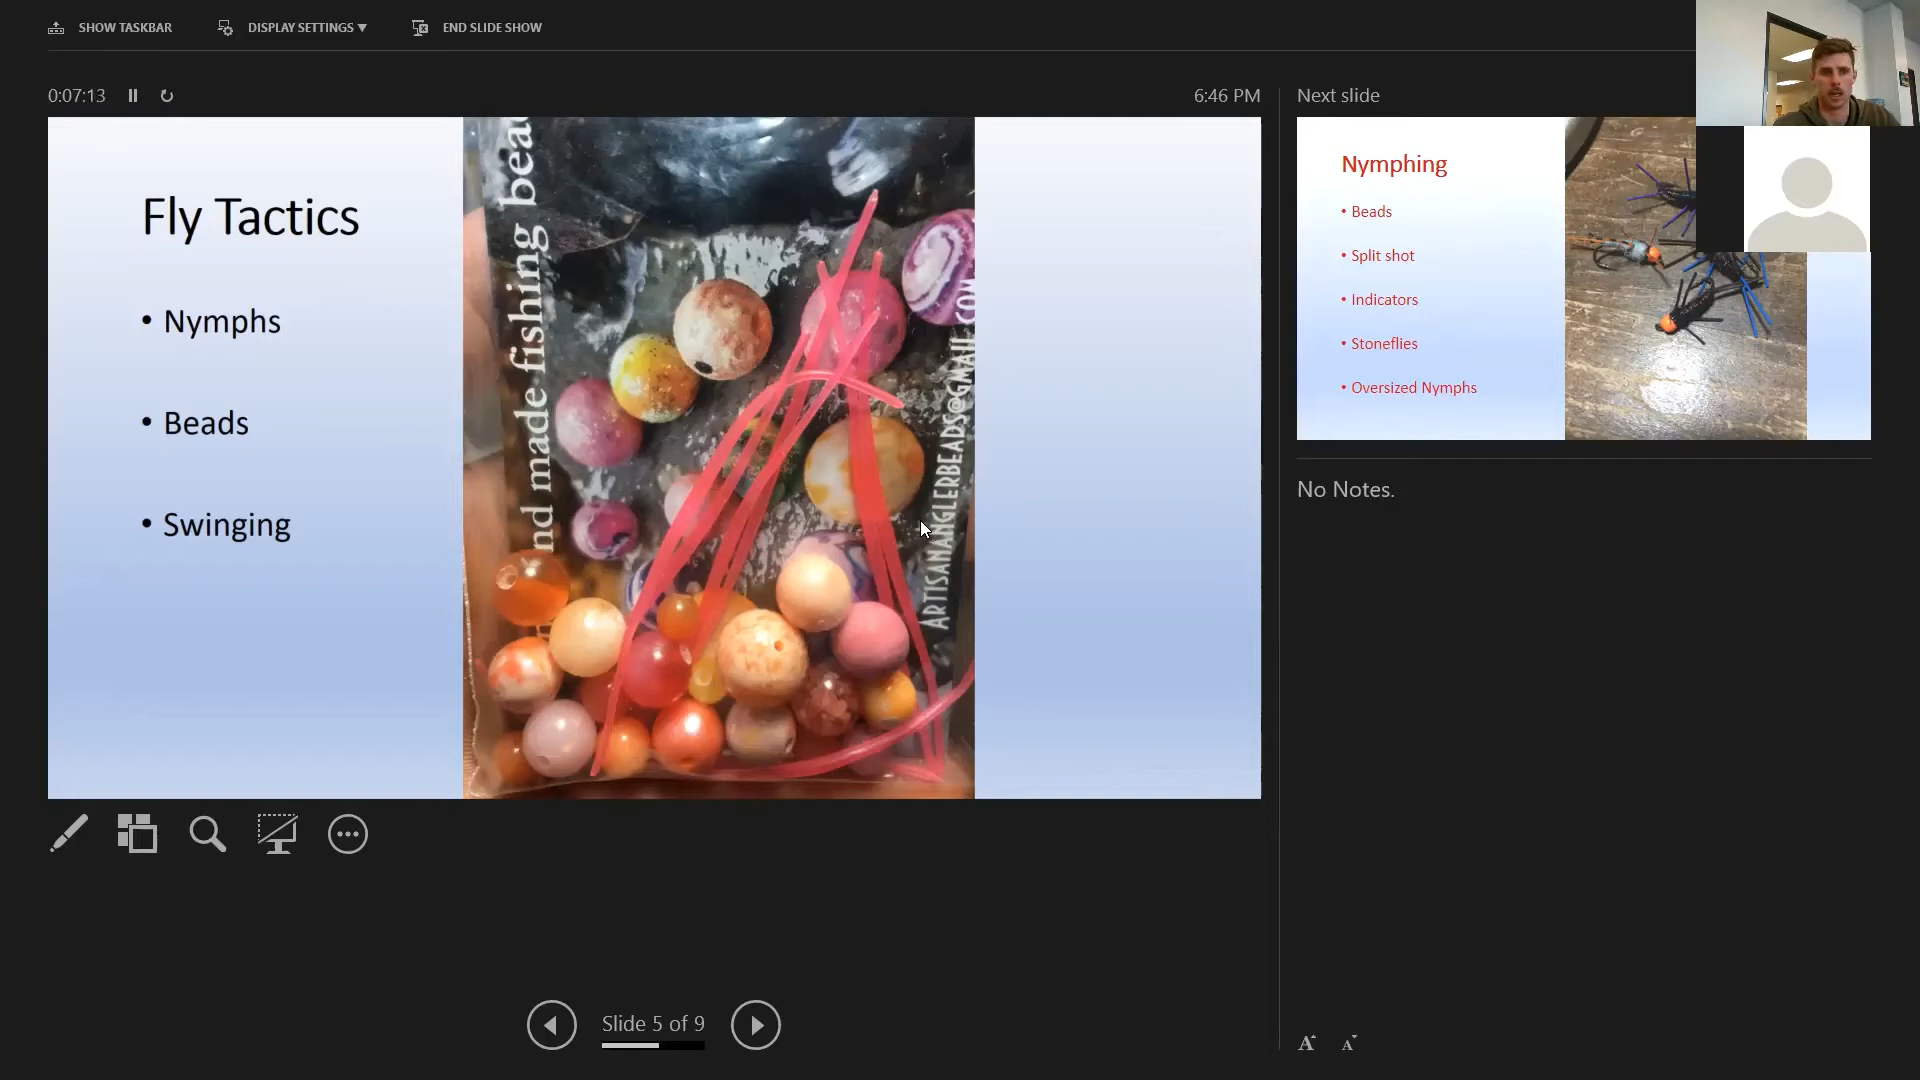 SHOW TASKBAR
DISPLAY SETTINGS ▼
END SLIDE SHOW
0:07:13
6:46 PM
Next slide
Fly Tactics
• Nymphs
• Beads
• Swinging
nd made fishing bea
ARTISANANGLERBEADS@GMAIL.COM
Nymphing
• Beads
• Split shot
• Indicators
• Stoneflies
• Oversized Nymphs
No Notes.
Slide 5 of 9
A
A